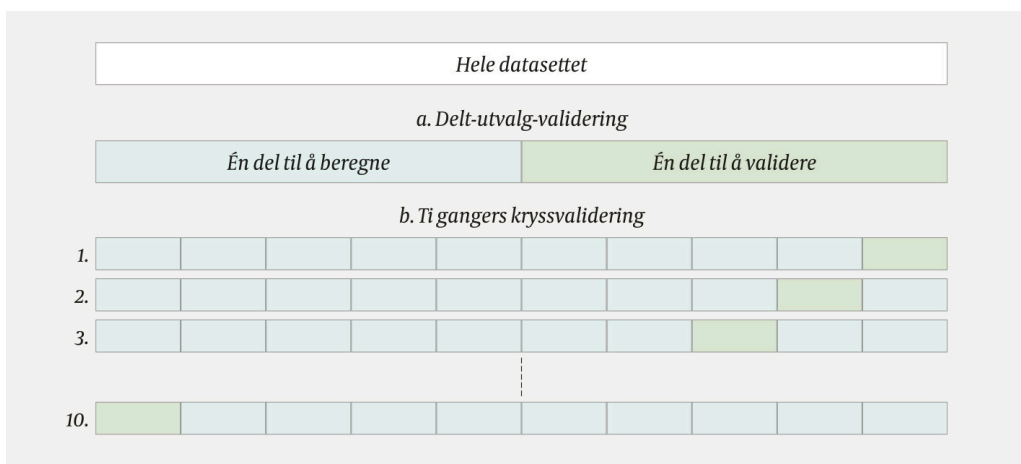 Hele datasettet
a. Delt-utvalg-validering
Én del til å beregne
Én del til å validere
b. Ti gangers kryssvalidering
1.
2.
3.
10.